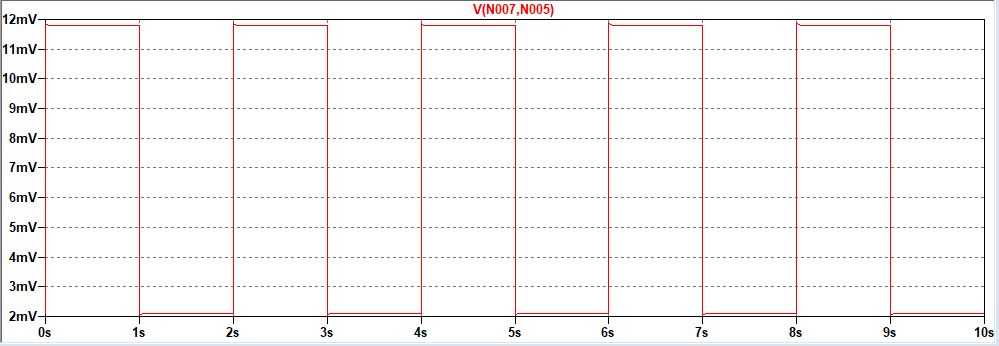 V(N007,N005)
12mV
11mV
10mV
9mV
8mV
7mV
6mV
5mV
4mV
3mV
2mV
0s 1s 2s 3s 4s 5s 6s 7s 8s 9s 10s